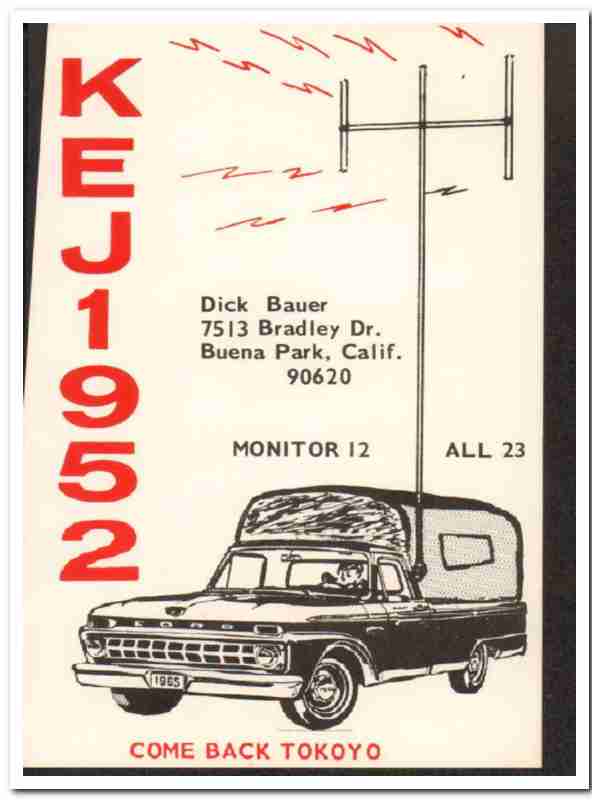 KEJ1952
Dick Bauer
7513 Bradley Dr.
Buena Park, Calif.
90620
MONITOR 12 ALL 23
FORD
1965
COME BACK TOKOYO